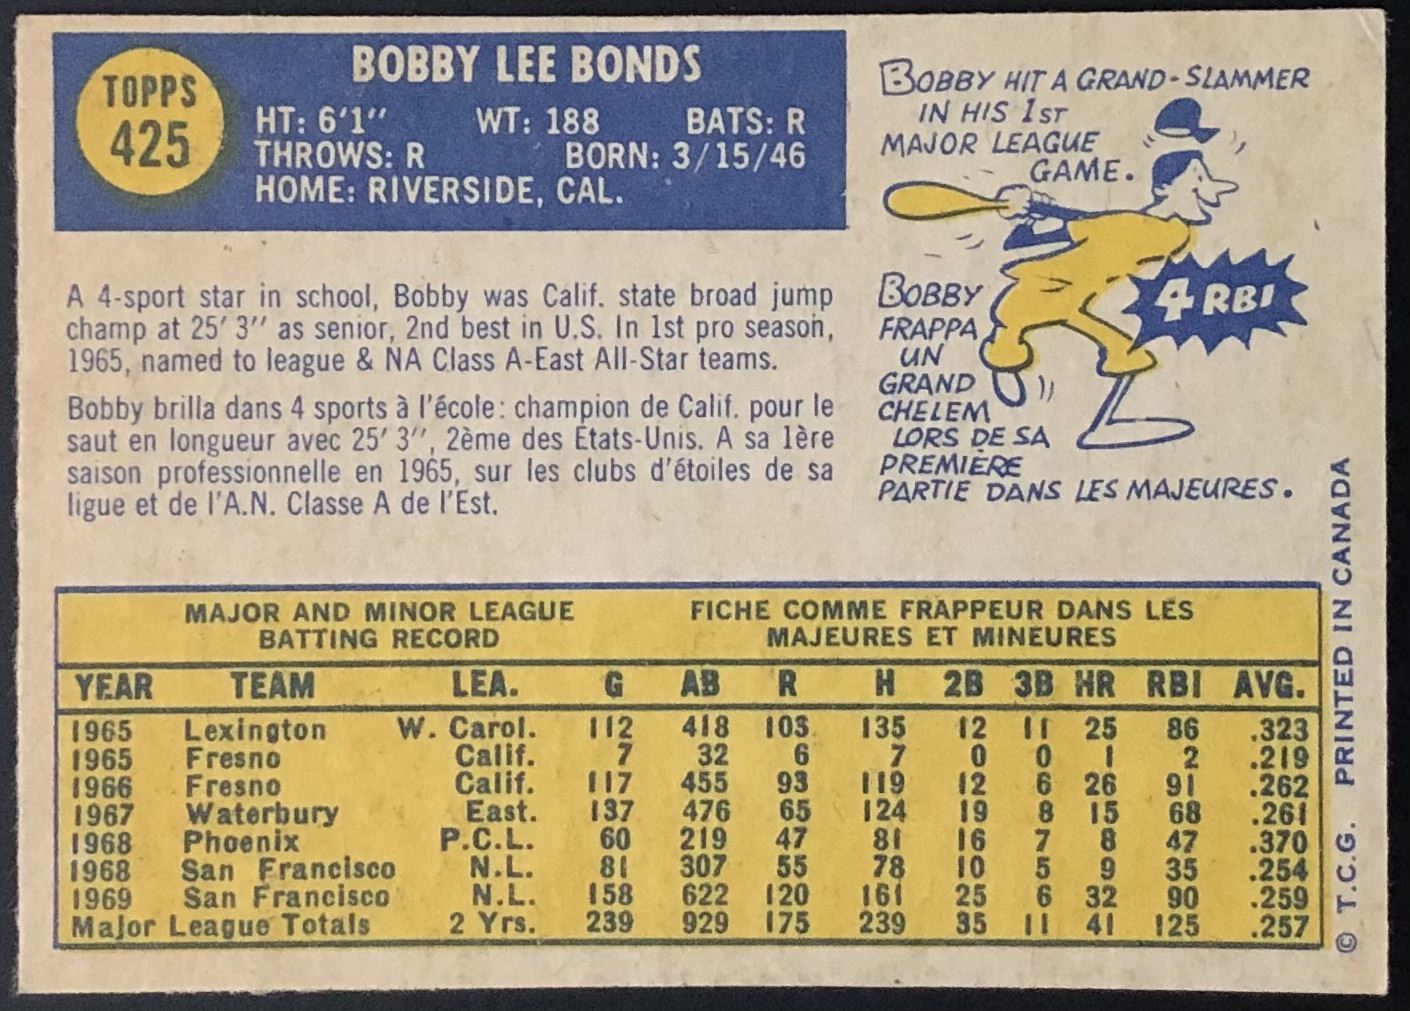 TOPPS
425
BOBBY LEE BONDS
HT: 6'1" WT: 188 BATS: R
THROWS: R BORN: 3/15/46
HOME: RIVERSIDE, CAL.
A 4-sport star in school, Bobby was Calif. state broad jump
champ at 25' 3" as senior, 2nd best in U.S. In 1st pro season,
1965, named to league & NA Class A-East All-Star teams.
Bobby brilla dans 4 sports à l'école: champion de Calif. pour le
saut en longueur avec 25' 3", 2ème des Etats-Unis. A sa 1ère
saison professionnelle en 1965, sur les clubs d'étoiles de sa
ligue et de l'A.N. Classe A de l'Est.
BOBBY HIT A GRAND-SLAMMER
IN HIS 1ST
MAJOR LEAGUE
GAME.
4 RBI
BOBBY
FRAPPA
UN
GRAND
CHELEM
LORS DE SA
PREMIÈRE
PARTIE DANS LES MAJEURES.
MAJOR AND MINOR LEAGUE
BATTING RECORD
FICHE COMME FRAPPEUR DANS LES
MAJEURES ET MINEURES
YEAR TEAM LEA. G AB R H 2B 3B HR RBI AVG.
1965 Lexington W. Carol. 112 418 103 135 12 11 25 86 .323
1965 Fresno Calif. 7 32 6 7 0 0 1 2 .219
1966 Fresno Calif. 117 455 93 119 12 6 26 91 .262
1967 Waterbury East. 137 476 65 124 19 8 15 68 .261
1968 Phoenix P.C.L. 60 219 47 81 16 7 8 47 .370
1968 San Francisco N.L. 81 307 55 78 10 5 9 35 .254
1969 San Francisco N.L. 158 622 120 161 25 6 32 90 .259
Major League Totals 2 Yrs. 239 929 175 239 35 11 41 125 .257
© T.C.G. PRINTED IN CANADA